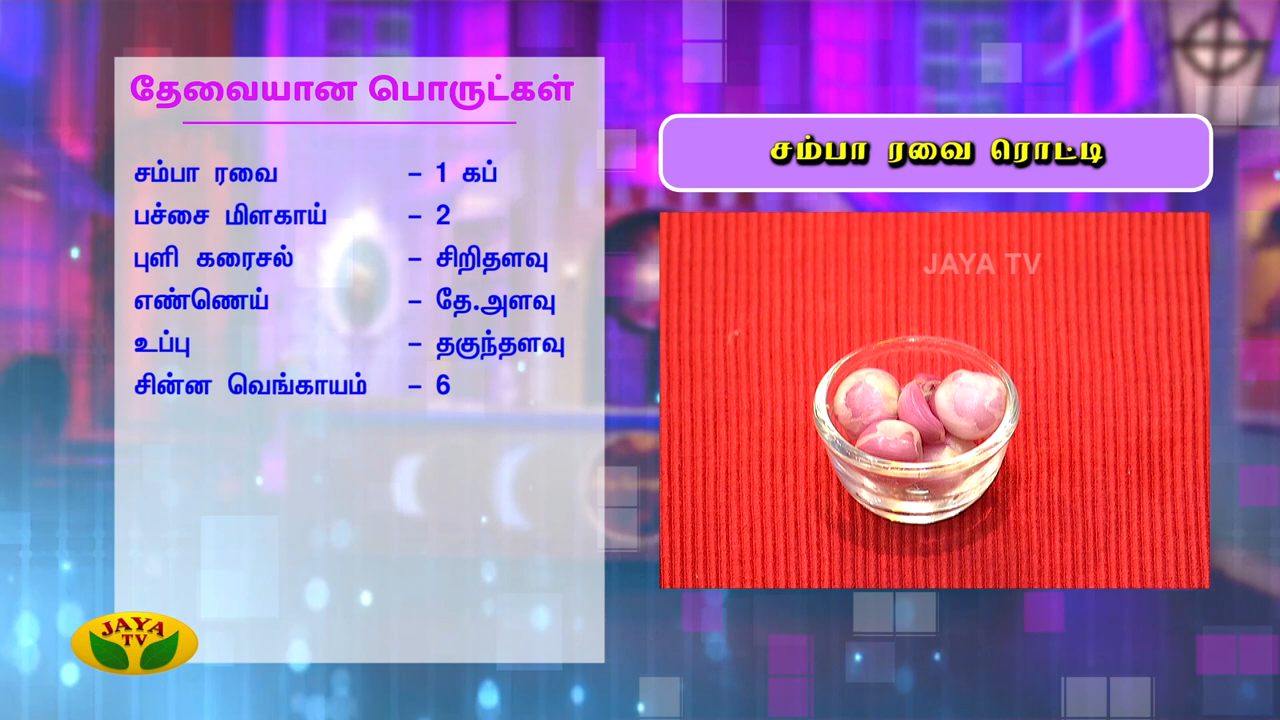 தேவையான பொருட்கள்
சம்பா ரவை - 1 கப்
பச்சை மிளகாய் - 2
புளி கரைசல் - சிறிதளவு
எண்ணெய் - தே.அளவு
உப்பு - தகுந்தளவு
சின்ன வெங்காயம் - 6
சம்பா ரவை ரொட்டி
JAYA TV
JAYA
TV